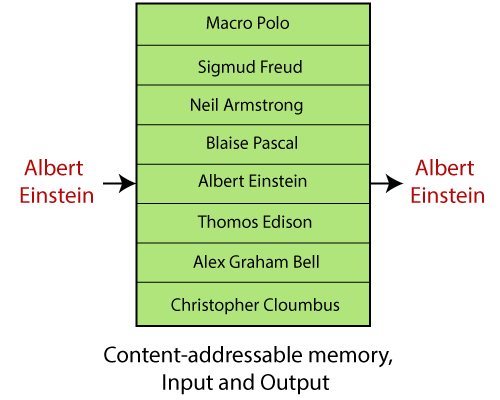 Macro Polo
Sigmud Freud
Neil Armstrong
Blaise Pascal
Albert
Einstein
Albert Einstein
Albert
Einstein
Thomos Edison
Alex Graham Bell
Christopher Cloumbus
Content-addressable memory,
Input and Output